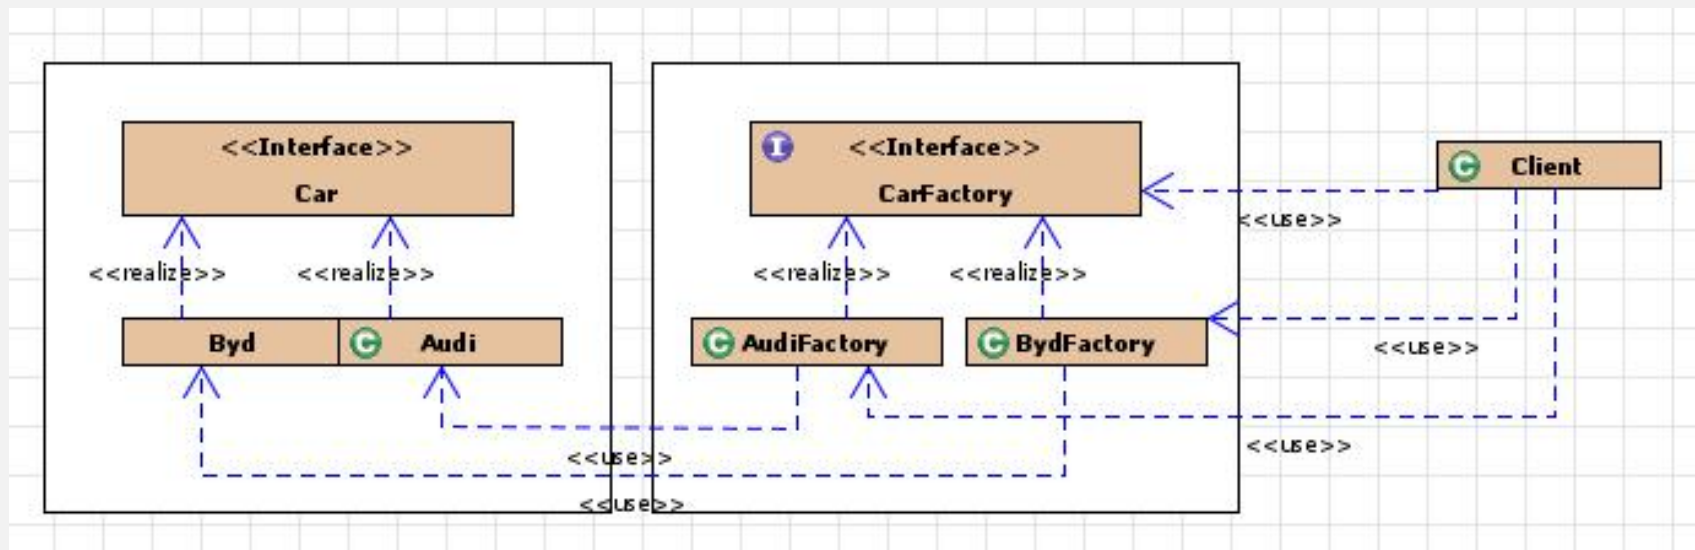 <<Interface>>
Car
<<Interface>>
CarFactory
I
C Client
<<use>>
<<realize>>
<<realize>>
<<realize>>
<<realize>>
Byd
C Audi
C AudiFactory
C BydFactory
<<use>>
<<use>>
<<use>>
<<use>>